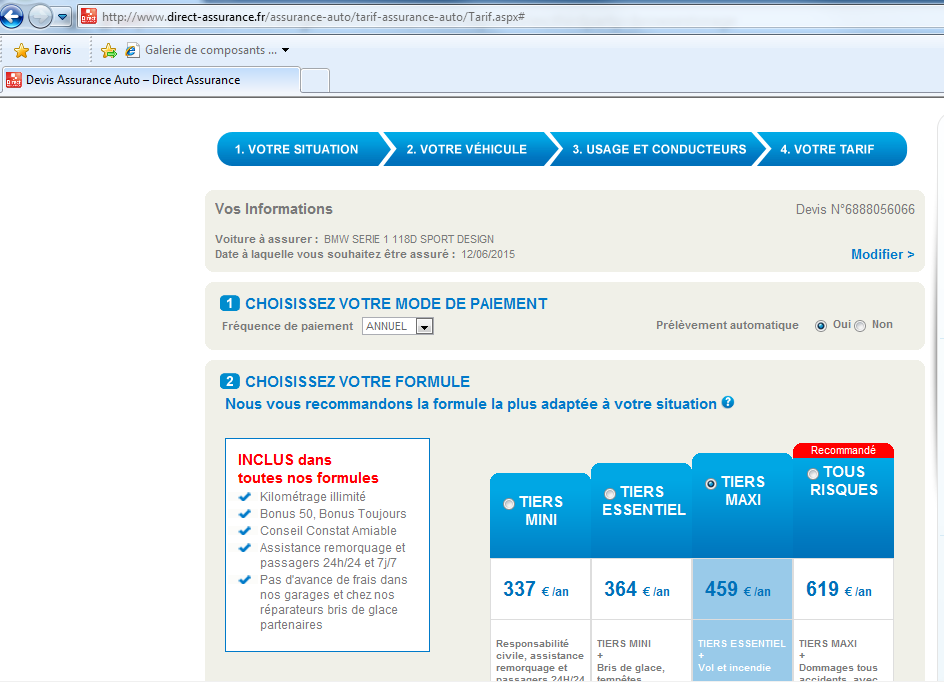 http://www.direct-assurance.fr/assurance-auto/tarif-assurance-auto/Tarif.aspx#
Favoris
Galerie de composants ...
Devis Assurance Auto – Direct Assurance
1. VOTRE SITUATION
2. VOTRE VÉHICULE
3. USAGE ET CONDUCTEURS
4. VOTRE TARIF
Vos Informations
Devis N°6888056066
Voiture à assurer : BMW SERIE 1 118D SPORT DESIGN
Date à laquelle vous souhaitez être assuré : 12/06/2015
Modifier >
1 CHOISISSEZ VOTRE MODE DE PAIEMENT
Fréquence de paiement ANNUEL
Prélèvement automatique Oui Non
2 CHOISISSEZ VOTRE FORMULE
Nous vous recommandons la formule la plus adaptée à votre situation ?
INCLUS dans
toutes nos formules
Kilométrage illimité
Bonus 50, Bonus Toujours
Conseil Constat Amiable
Assistance remorquage et
passagers 24h/24 et 7j/7
Pas d'avance de frais dans
nos garages et chez nos
réparateurs bris de glace
partenaires
TIERS
MINI
337 € /an
Responsabilité
civile, assistance
remorquage et
passagers 24H/24
TIERS
ESSENTIEL
364 € /an
TIERS MINI
+
Bris de glace,
tempêtes,
TIERS
MAXI
459 € /an
TIERS ESSENTIEL
+
Vol et incendie
Recommandé
TOUS
RISQUES
619 € /an
TIERS MAXI
+
Dommages tous
accidents, avec